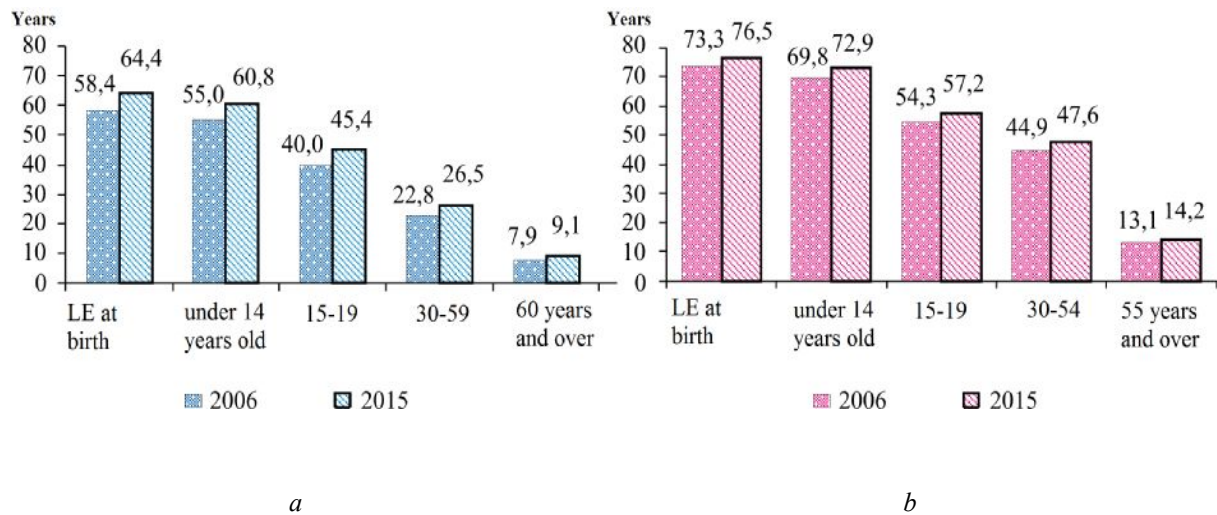 Years
80
70
60
50
40
30
20
10
0
58,4
64,4
55,0
60,8
40,0
45,4
22,8
26,5
7,9
9,1
LE at
birth
under 14
years old
15-19
30-59
60 years
and over
2006
2015
a
Years
80
70
60
50
40
30
20
10
0
73,3
76,5
69,8
72,9
54,3
57,2
44,9
47,6
13,1
14,2
LE at
birth
under 14
years old
15-19
30-54
55 years
and over
2006
2015
b